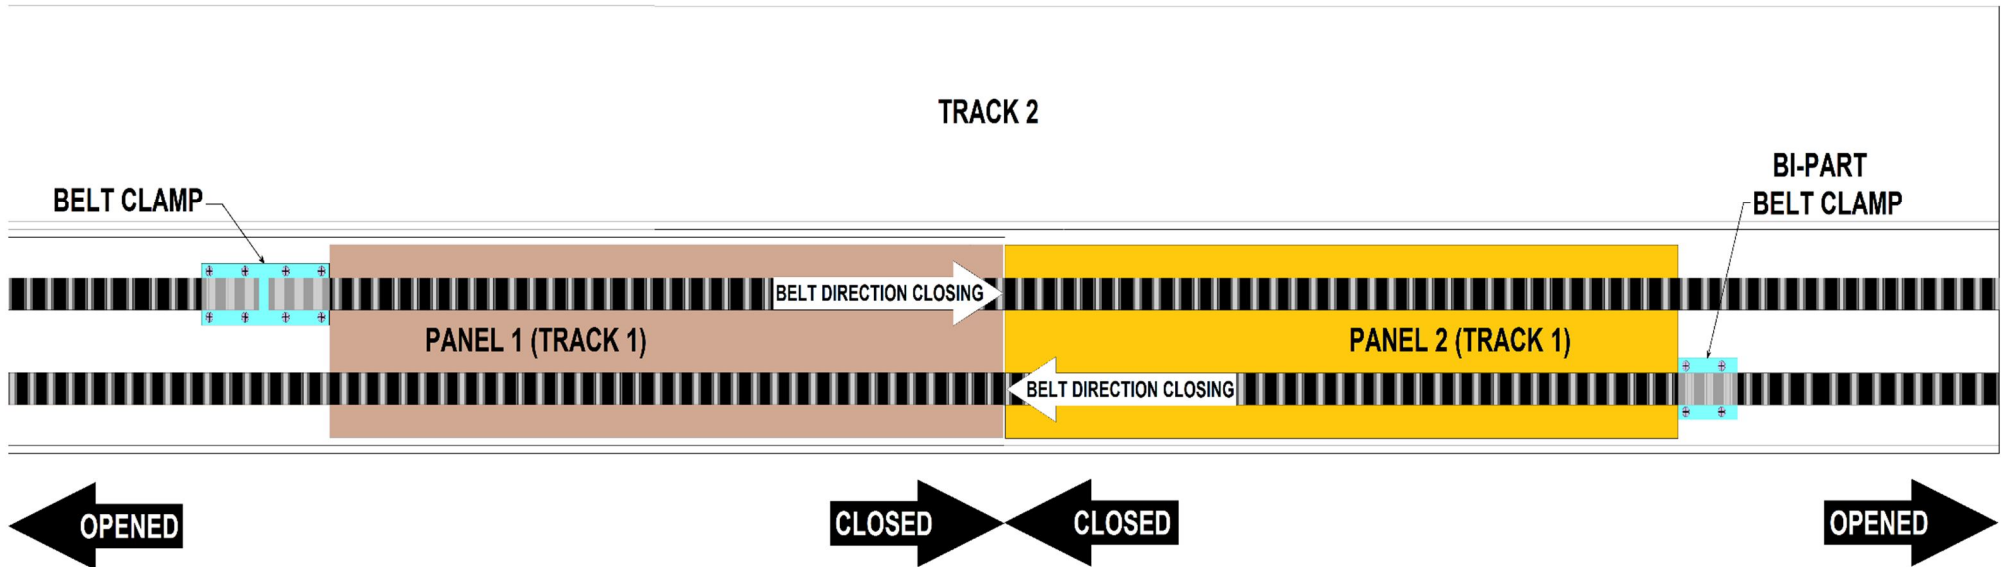 TRACK 2
BI-PART
BELT CLAMP
BELT CLAMP
BELT DIRECTION CLOSING
PANEL 1 (TRACK 1)
PANEL 2 (TRACK 1)
BELT DIRECTION CLOSING
OPENED
CLOSED
CLOSED
OPENED